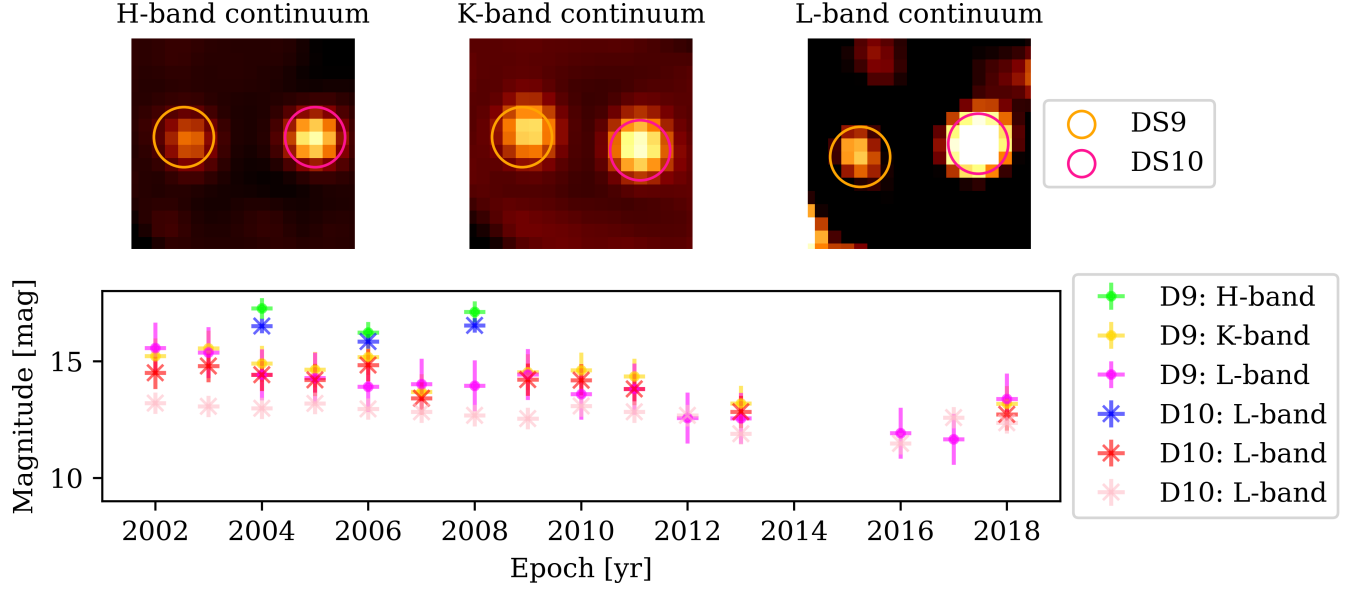 H-band continuum
K-band continuum
L-band continuum
DS9
DS10
Magnitude [mag]
15
10
2002 2004 2006 2008 2010 2012 2014 2016 2018
Epoch [yr]
D9: H-band
D9: K-band
D9: L-band
D10: L-band
D10: L-band
D10: L-band